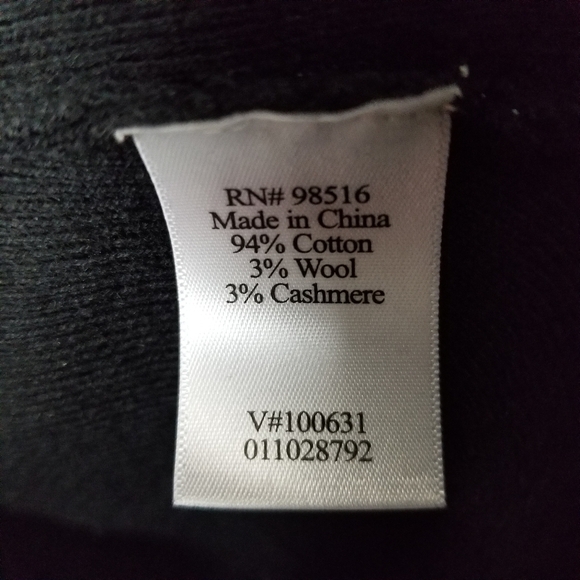 RN# 98516
Made in China
94% Cotton
3% Wool
3% Cashmere
V#100631
011028792